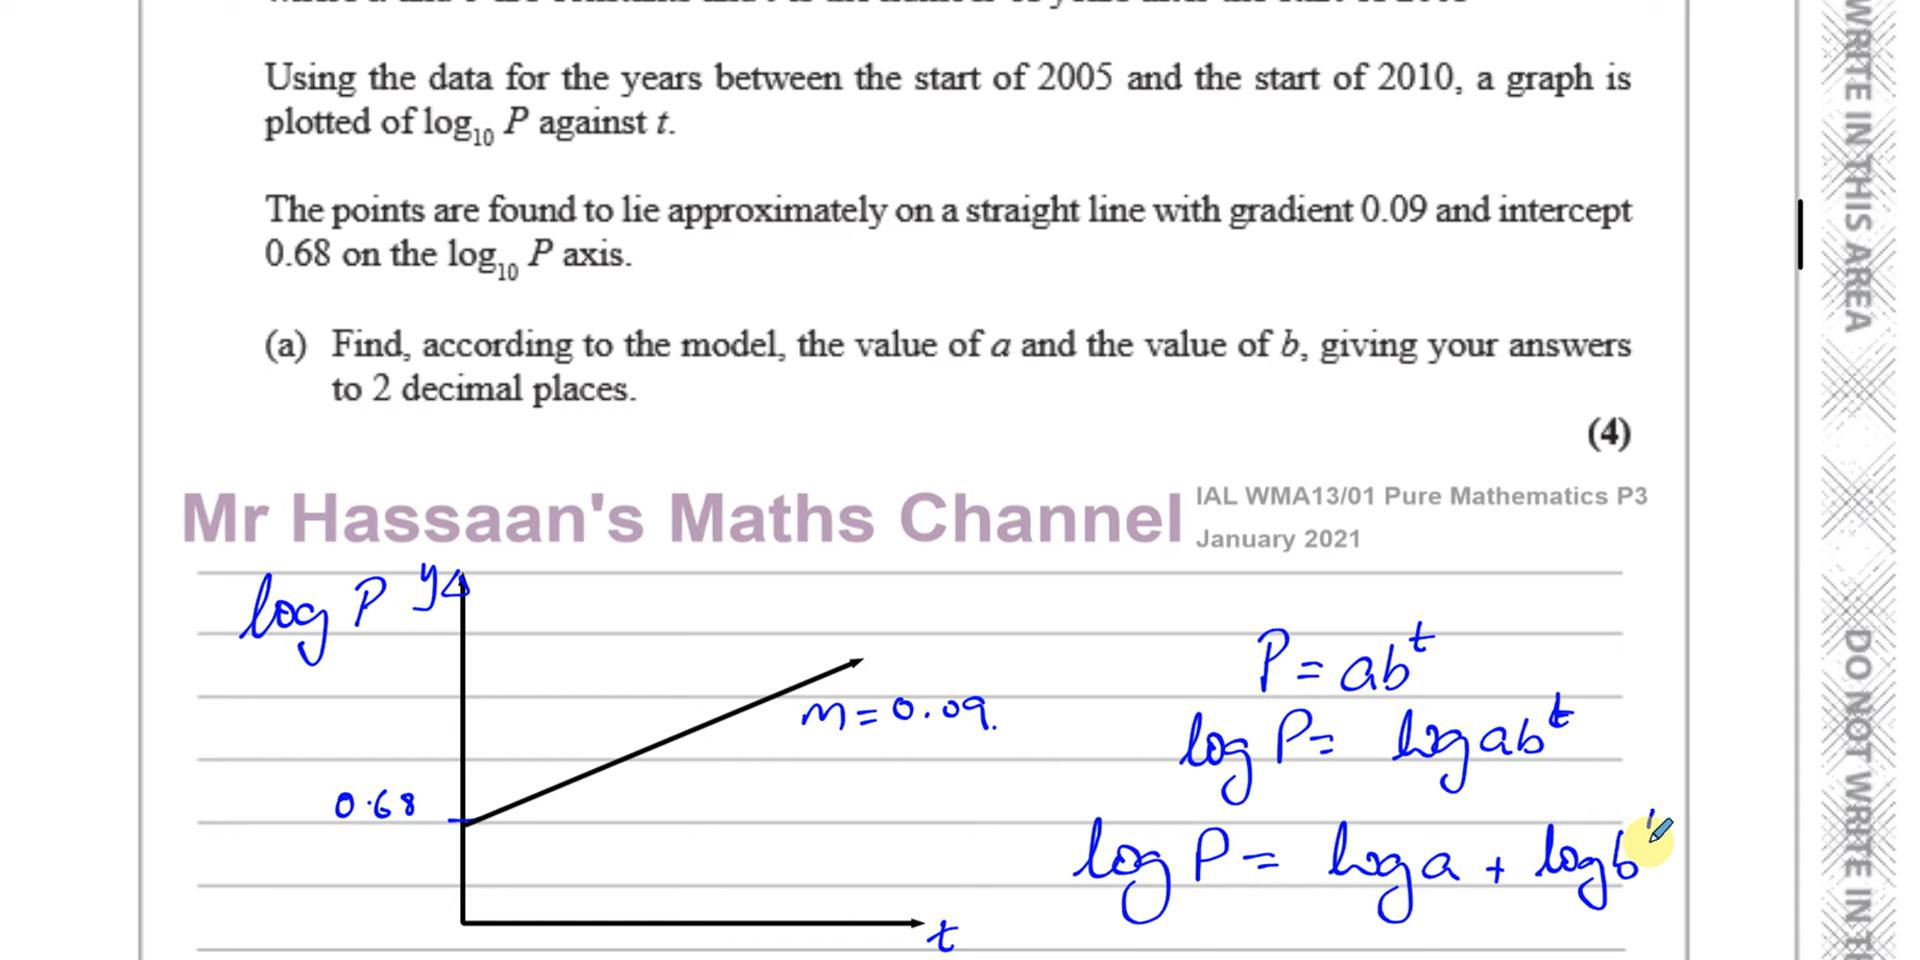 Using the data for the years between the start of 2005 and the start of 2010, a graph is
plotted of log₁₀ P against t.
The points are found to lie approximately on a straight line with gradient 0.09 and intercept
0.68 on the log₁₀ P axis.
(a) Find, according to the model, the value of a and the value of b, giving your answers
to 2 decimal places.
(4)
Mr Hassaan's Maths Channel
IAL WMA13/01 Pure Mathematics P3
January 2021
log P y
m = 0.09.
0.68
t
P = abᵗ
log P = log abᵗ
log P = log a + log b
WRITE IN THIS AREA
DO NOT WRITE IN